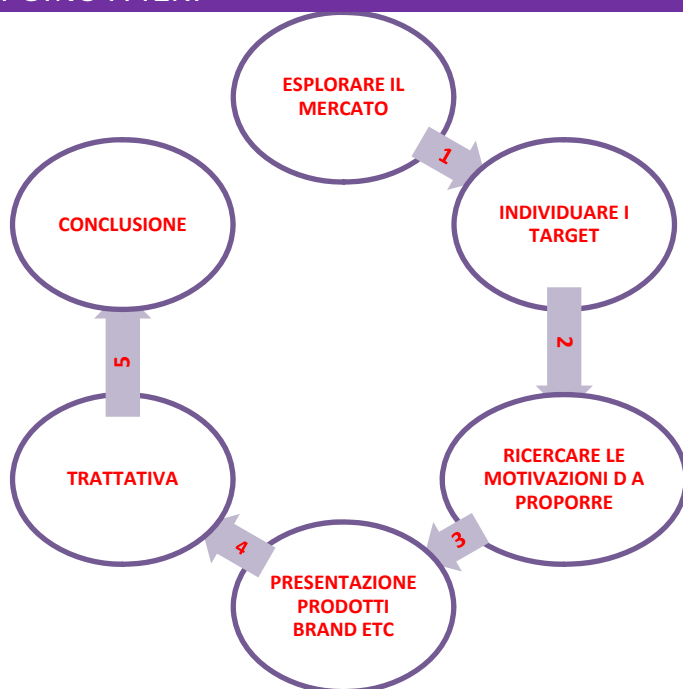 ESPLORARE IL
MERCATO
1
INDIVIDUARE I
TARGET
2
RICERCARE LE
MOTIVAZIONI D A
PROPORRE
3
PRESENTAZIONE
PRODOTTI
BRAND ETC
4
TRATTATIVA
5
CONCLUSIONE